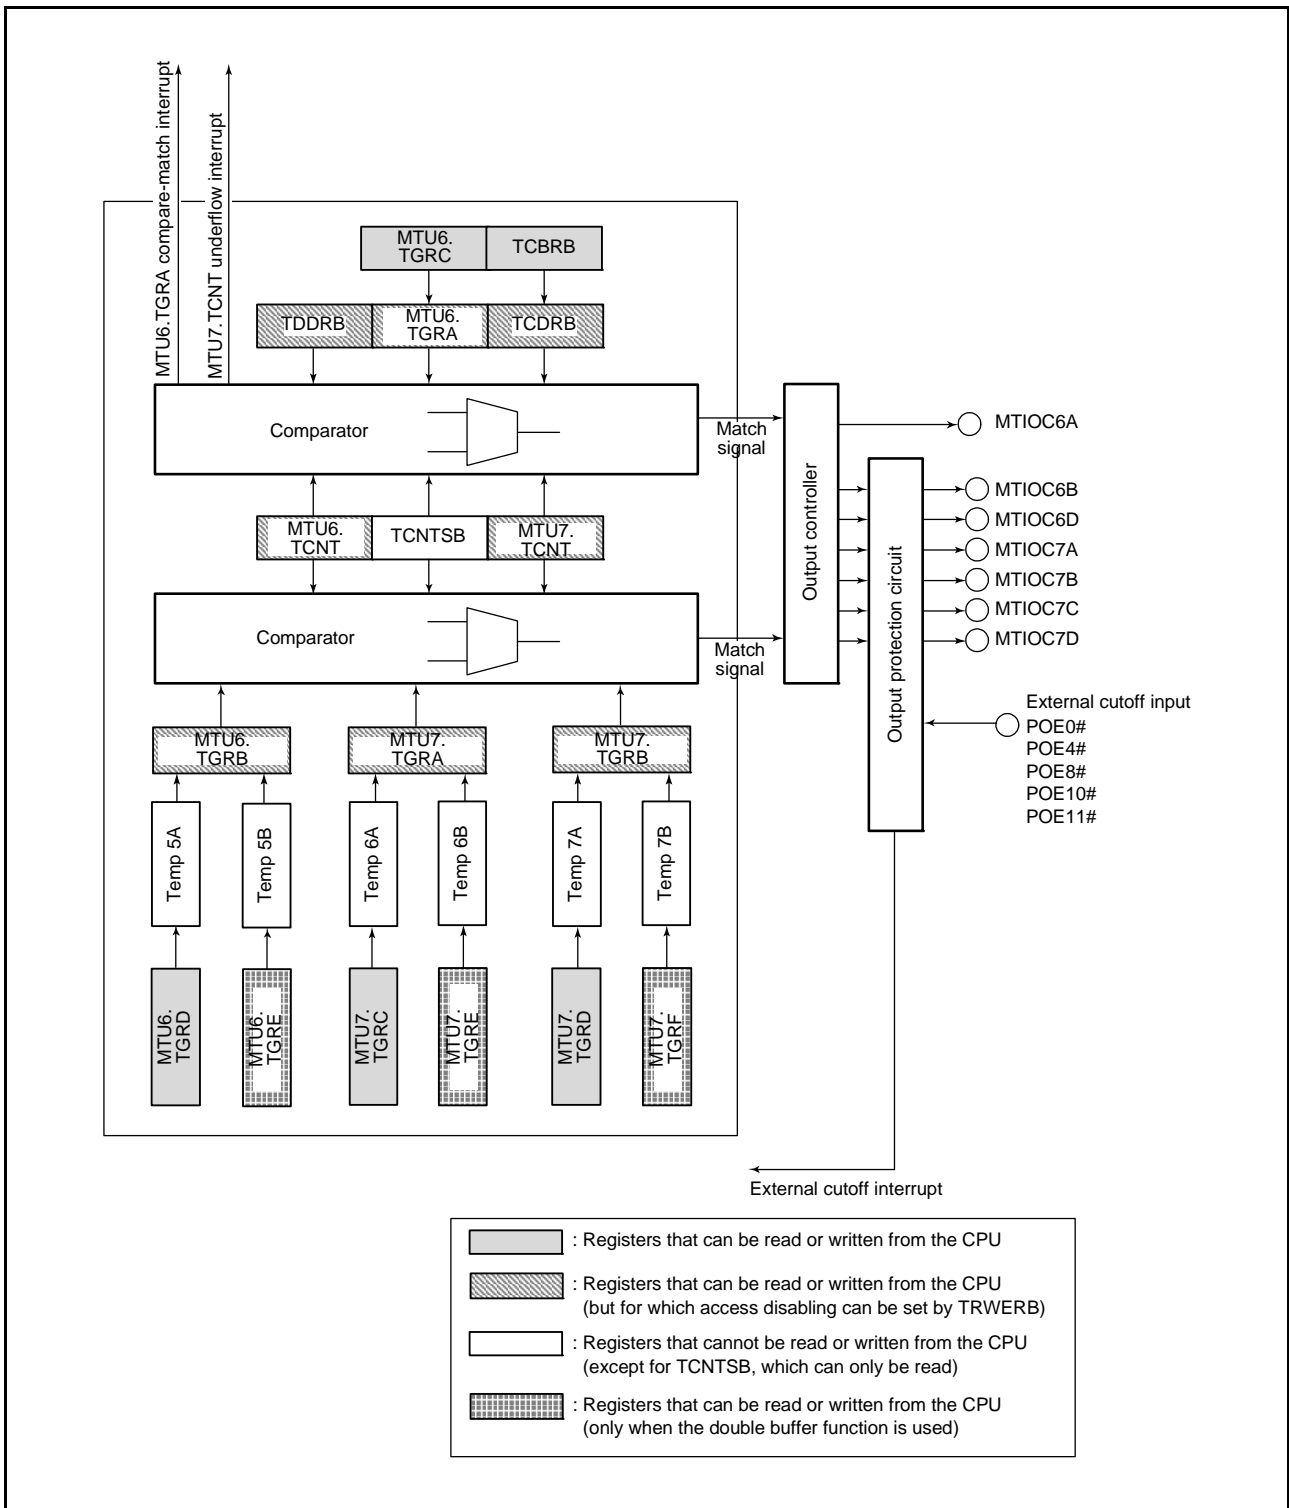 MTU6.TGRA compare-match interrupt
MTU7.TCNT underflow interrupt
MTU6.
TGRC
TCBRB
TDDRB
MTU6.
TGRA
TCDRB
Comparator
Match
signal
MTU6.
TCNT
TCNTSB
MTU7.
TCNT
Comparator
Match
signal
Output controller
Output protection circuit
MTIOC6A
MTIOC6B
MTIOC6D
MTIOC7A
MTIOC7B
MTIOC7C
MTIOC7D
External cutoff input
POE0#
POE4#
POE8#
POE10#
POE11#
MTU6.
TGRB
MTU7.
TGRA
MTU7.
TGRB
Temp 5A
Temp 5B
Temp 6A
Temp 6B
Temp 7A
Temp 7B
MTU6.
TGRD
MTU6.
TGRE
MTU7.
TGRC
MTU7.
TGRE
MTU7.
TGRD
MTU7.
TGRF
External cutoff interrupt
: Registers that can be read or written from the CPU
: Registers that can be read or written from the CPU
(but for which access disabling can be set by TRWERB)
: Registers that cannot be read or written from the CPU
(except for TCNTSB, which can only be read)
: Registers that can be read or written from the CPU
(only when the double buffer function is used)